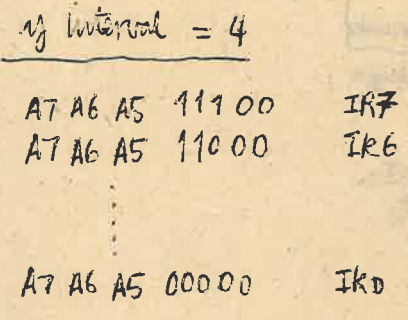 if Interval = 4
A7 A6 A5 11100 IR7
A7 A6 A5 11000 IR6
A7 A6 A5 00000 IR0